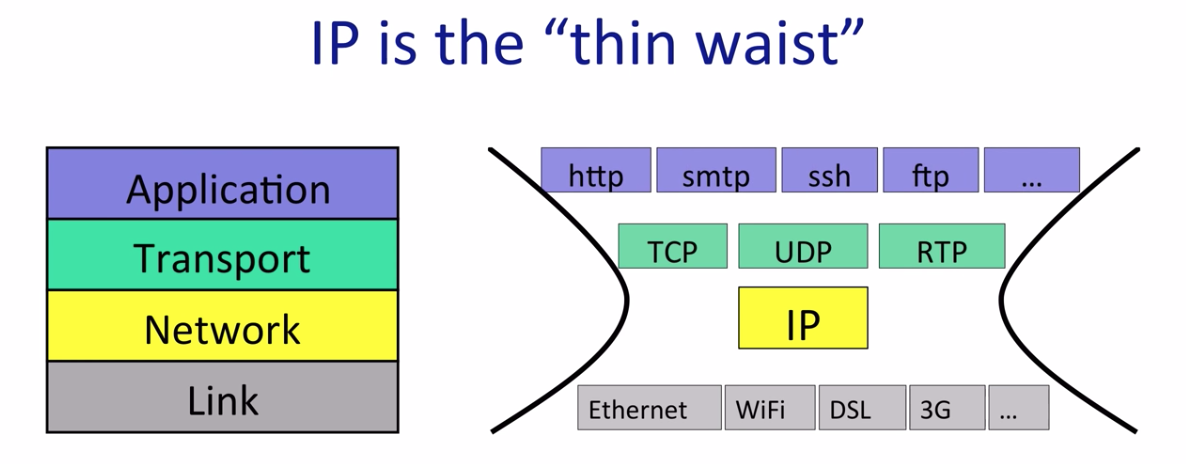 IP is the “thin waist”
Application
Transport
Network
Link
http smtp ssh ftp ...
TCP UDP RTP
IP
Ethernet WiFi DSL 3G ...